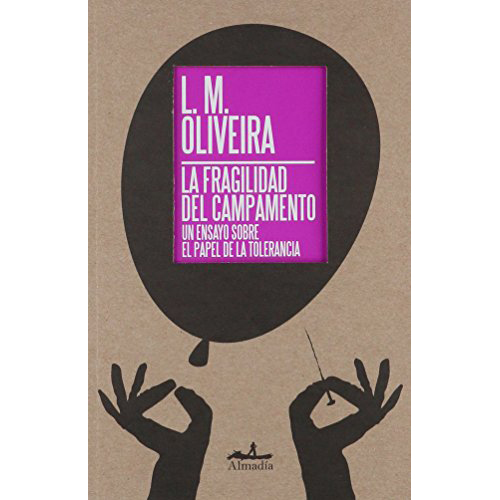 L. M.
OLIVEIRA
LA FRAGILIDAD
DEL CAMPAMENTO
UN ENSAYO SOBRE
EL PAPEL DE LA TOLERANCIA
Almadía